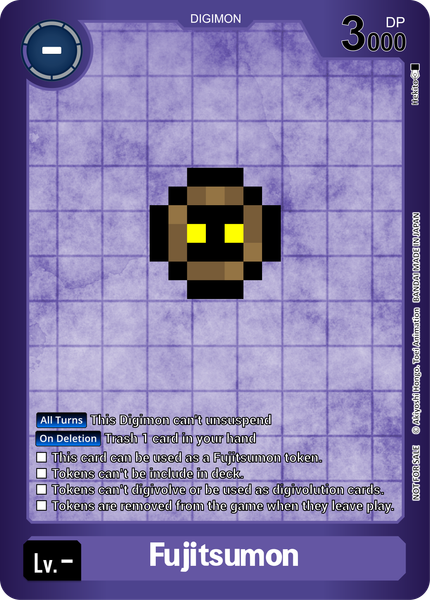 DIGIMON
-
DP
3000
All Turns This Digimon can't unsuspend
On Deletion Trash 1 card in your hand
This card can be used as a Fujitsumon token.
Tokens can't be include in deck.
Tokens can't digivolve or be used as digivolution cards.
Tokens are removed from the game when they leave play.
Lv.-
Fujitsumon
NOT FOR SALE © Akiyoshi Hongo, Toei Animation BANDAI MADE IN JAPAN